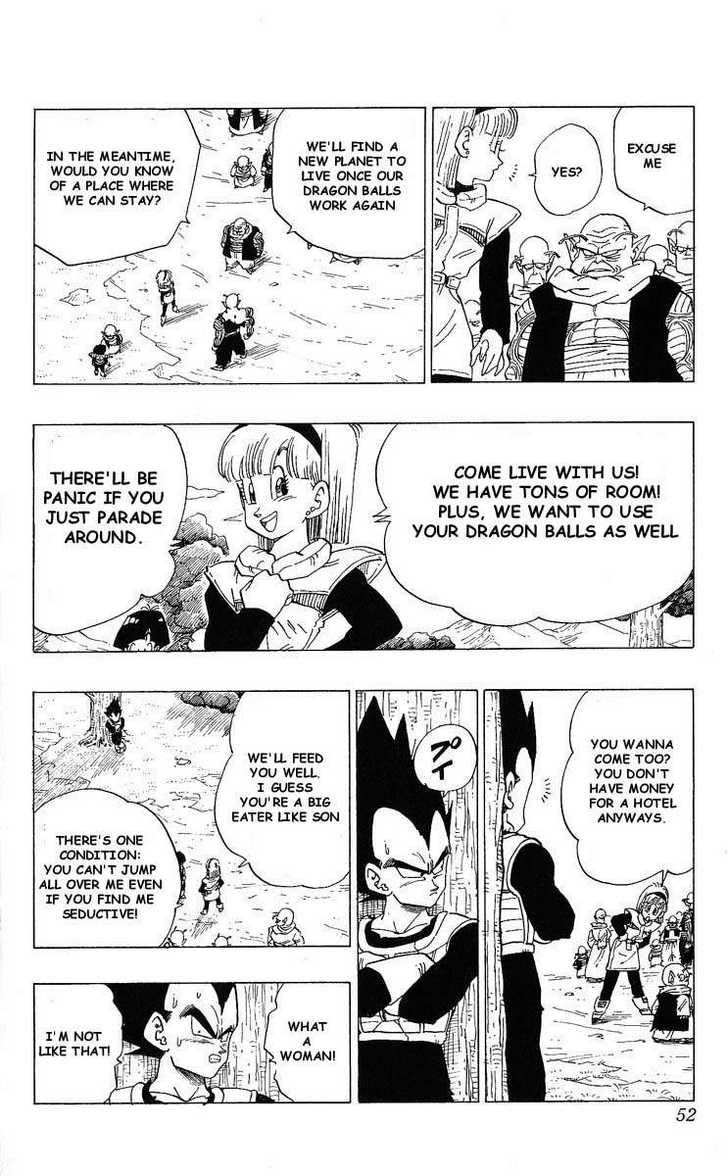 EXCUSE
ME
YES?
WE'LL FIND A
NEW PLANET TO
LIVE ONCE OUR
DRAGON BALLS
WORK AGAIN
IN THE MEANTIME,
WOULD YOU KNOW
OF A PLACE WHERE
WE CAN STAY?
COME LIVE WITH US!
WE HAVE TONS OF ROOM!
PLUS, WE WANT TO USE
YOUR DRAGON BALLS AS WELL
THERE'LL BE
PANIC IF YOU
JUST PARADE
AROUND.
YOU WANNA
COME TOO?
YOU DON'T
HAVE MONEY
FOR A HOTEL
ANYWAYS.
プイ
WE'LL FEED
YOU WELL.
I GUESS
YOU'RE A BIG
EATER LIKE SON
THERE'S ONE
CONDITION:
YOU CAN'T JUMP
ALL OVER ME EVEN
IF YOU FIND ME
SEDUCTIVE!
WHAT
A
WOMAN!
I'M NOT
LIKE THAT!
52